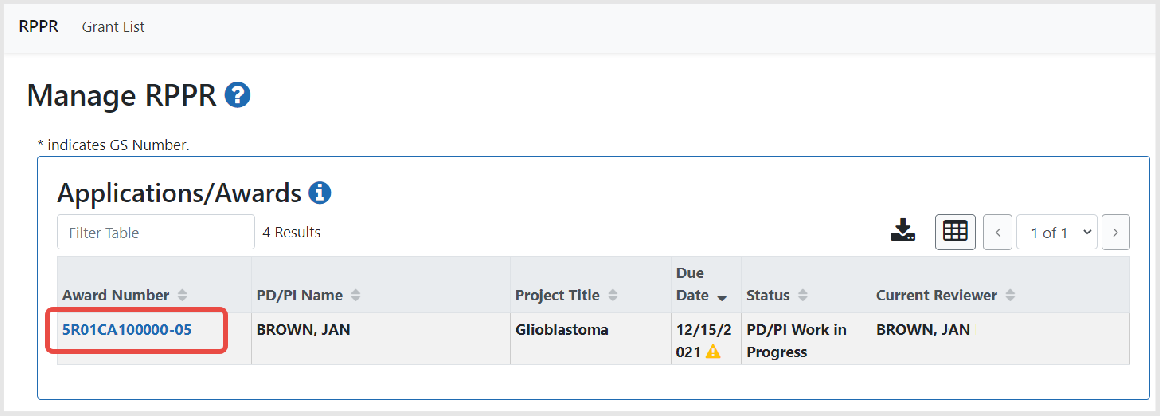 RPPR Grant List
Manage RPPR ?
* indicates GS Number.
Applications/Awards i
Filter Table 4 Results < 1 of 1 >
Due
Award Number PD/PI Name Project Title Date Status Current Reviewer
5R01CA100000-05 BROWN, JAN Glioblastoma 12/15/2 PD/PI Work in BROWN, JAN
021 Progress